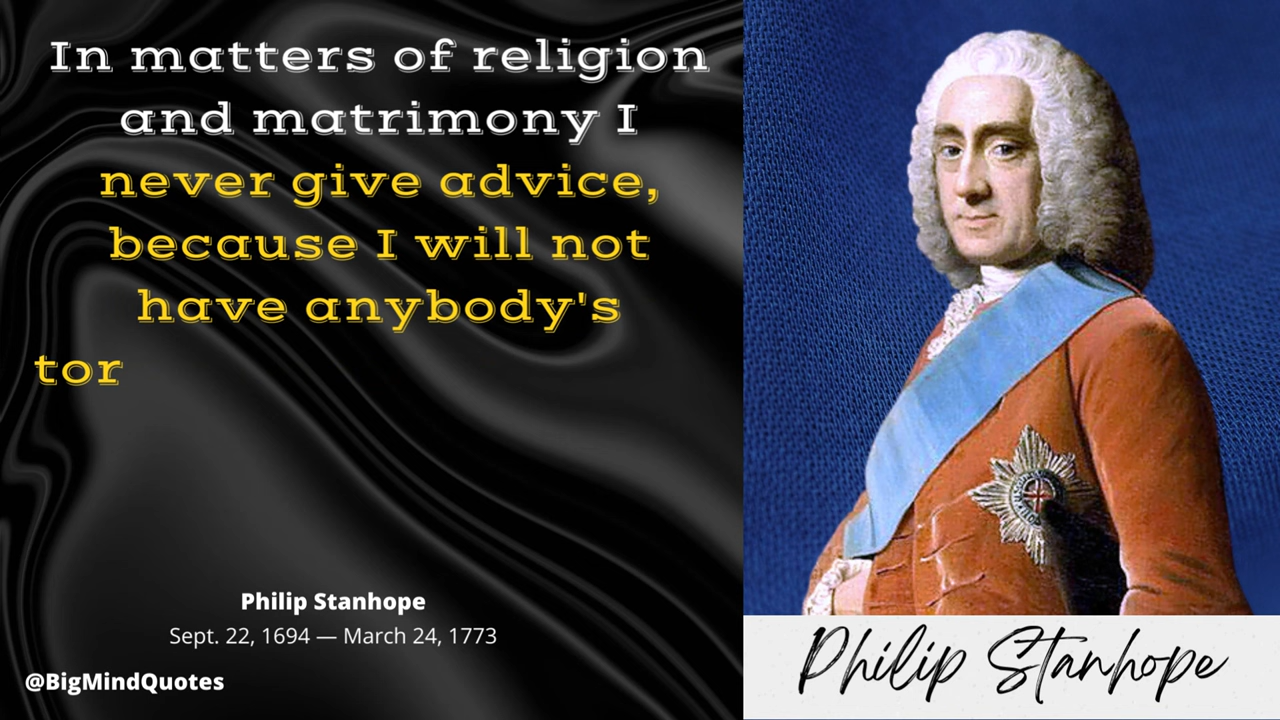 In matters of religion
and matrimony I
never give advice,
because I will not
have anybody's
tor
Philip Stanhope
Sept. 22, 1694 — March 24, 1773
@BigMindQuotes
Philip Stanhope